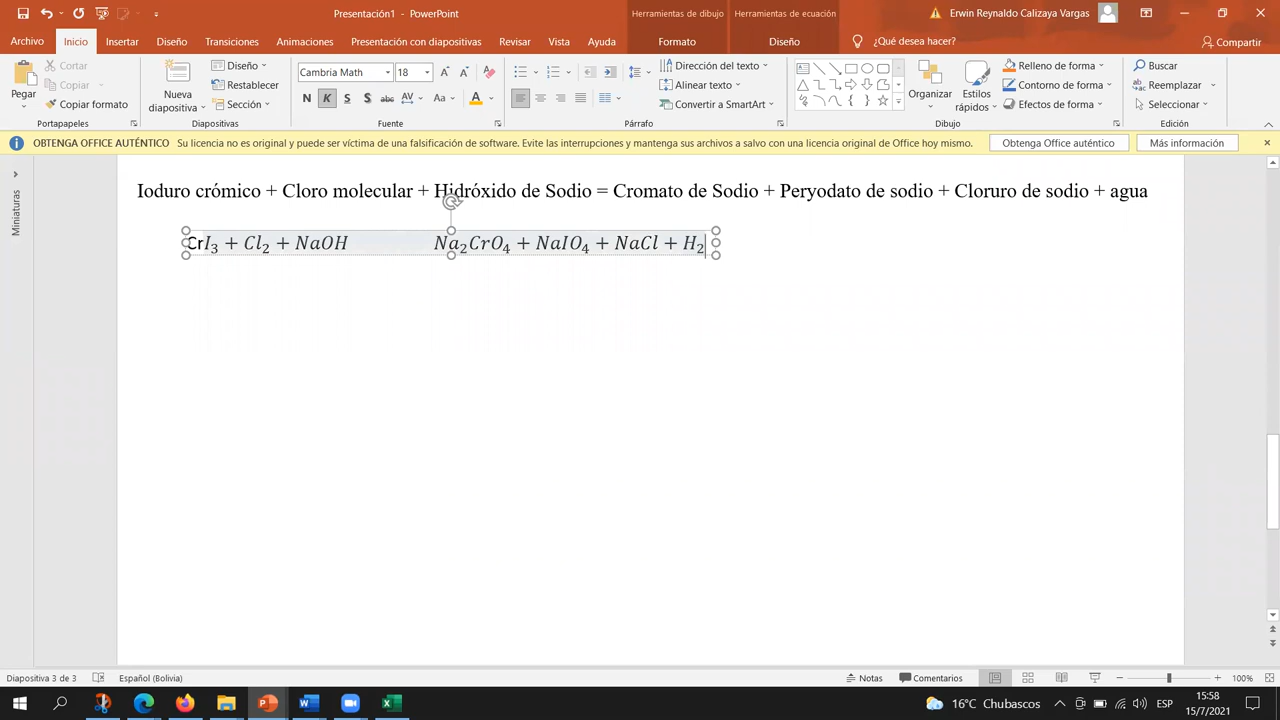 Presentación1 - PowerPoint
Herramientas de dibujo
Herramientas de ecuación
Erwin Reynaldo Calizaya Vargas
Archivo Inicio Insertar Diseño Transiciones Animaciones Presentación con diapositivas Revisar Vista Ayuda Formato Diseño ¿Qué desea hacer? Compartir
Pegar
Cortar
Copiar
Copiar formato
Portapapeles
Nueva diapositiva
Diseño
Restablecer
Sección
Diapositivas
Cambria Math 18
N K S S abc AV Aa A
Fuente
Dirección del texto
Alinear texto
Convertir a SmartArt
Párrafo
Organizar
Estilos rápidos
Relleno de forma
Contorno de forma
Efectos de forma
Dibujo
Buscar
Reemplazar
Seleccionar
Edición
OBTENGA OFFICE AUTÉNTICO Su licencia no es original y puede ser víctima de una falsificación de software. Evite las interrupciones y mantenga sus archivos a salvo con una licencia original de Office hoy mismo. Obtenga Office auténtico Más información
Miniaturas
Ioduro crómico + Cloro molecular + Hidróxido de Sodio = Cromato de Sodio + Peryodato de sodio + Cloruro de sodio + agua
CrI₃ + Cl₂ + NaOH Na₂CrO₄ + NaIO₄ + NaCl + H₂
Diapositiva 3 de 3 Español (Bolivia) Notas Comentarios 100%
16°C Chubascos ESP 15:58
15/7/2021